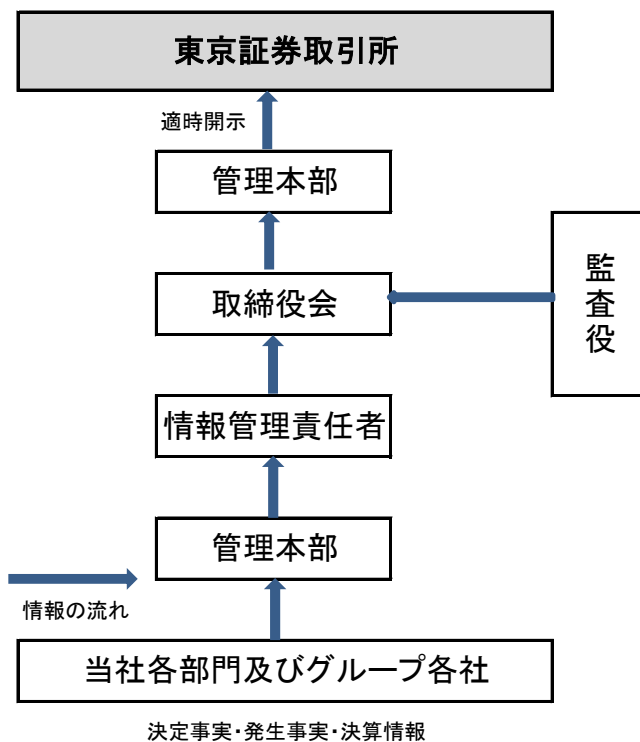 東京証券取引所
適時開示
管理本部
取締役会
監査役
情報管理責任者
管理本部
情報の流れ
当社各部門及びグループ各社
決定事実・発生事実・決算情報